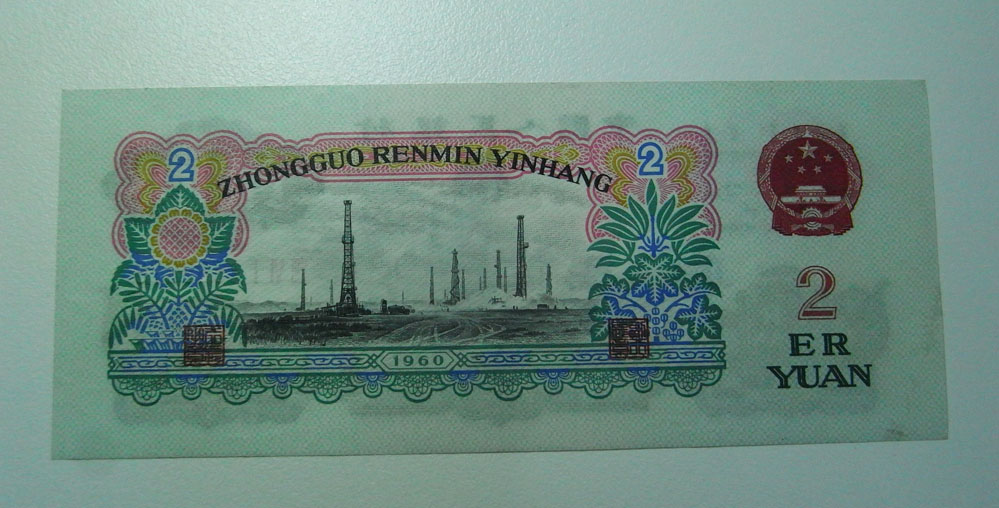 2
2
ZHONGGUO RENMIN YINHANG
2
ER
YUAN
1960